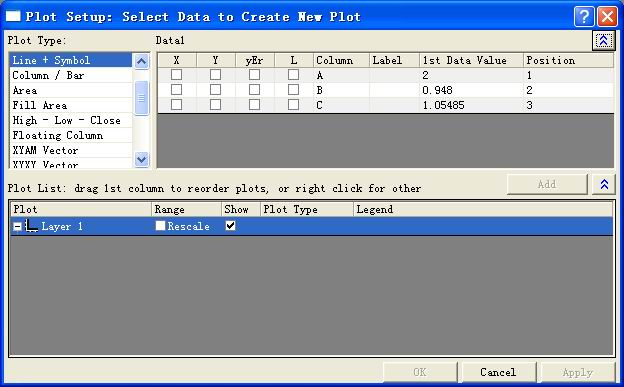 Plot Setup: Select Data to Create New Plot
Plot Type: Data1
Line + Symbol
Column / Bar
Area
Fill Area
High - Low - Close
Floating Column
XYAM Vector
XYXY Vector
X Y yEr L Column Label 1st Data Value Position
A 2 1
B 0.948 2
C 1.05485 3
Add
Plot List: drag 1st column to reorder plots, or right click for other
Plot Range Show Plot Type Legend
Layer 1 Rescale
OK Cancel Apply